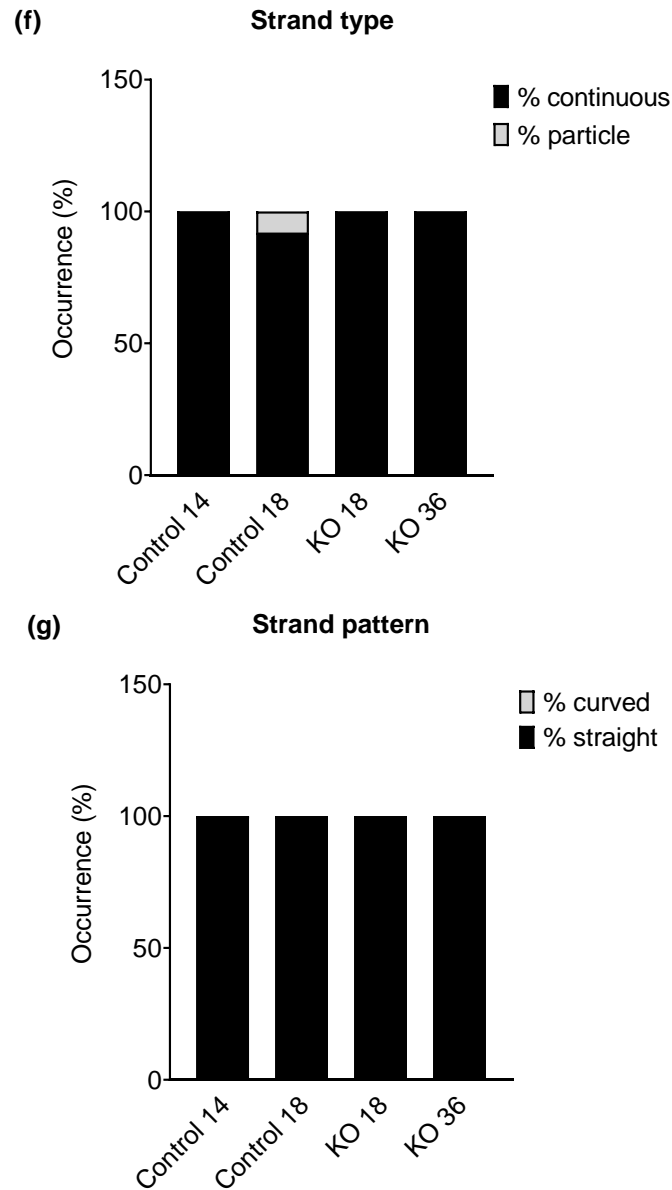 (f)
Strand type
150
100
50
0
Occurrence (%)
% continuous
% particle
Control 14
Control 18
KO 18
KO 36
(g)
Strand pattern
150
100
50
0
Occurrence (%)
% curved
% straight
Control 14
Control 18
KO 18
KO 36